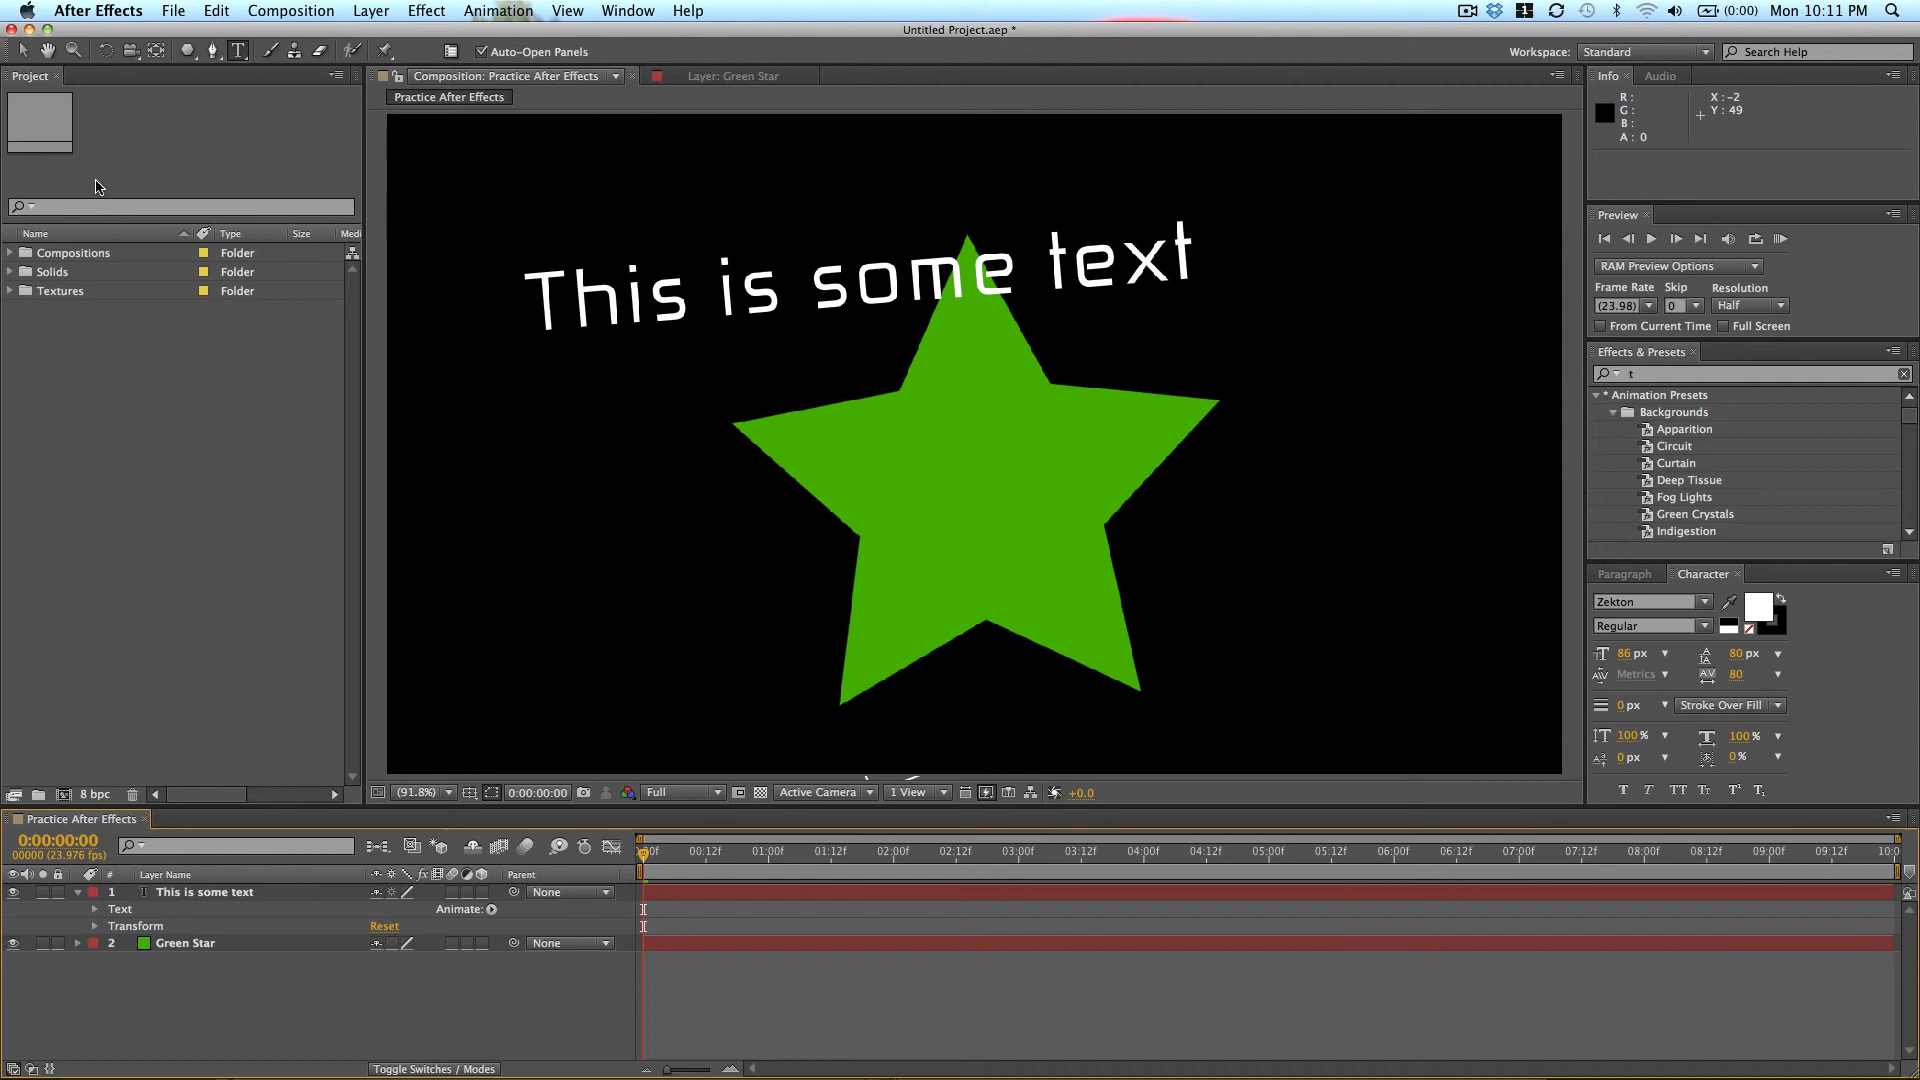 After Effects File Edit Composition Layer Effect Animation View Window Help (0:00) Mon 10:11 PM
Untitled Project.aep *
T Auto-Open Panels Workspace: Standard Search Help
Project Composition: Practice After Effects Layer: Green Star Info Audio
Practice After Effects
R :
G :
B :
A : 0
X : -2
Y : 49
Name Type Size Medi
Compositions Folder
Solids Folder
Textures Folder
This is some text
Preview
RAM Preview Options
Frame Rate Skip Resolution
(23.98) 0 Half
From Current Time Full Screen
Effects & Presets
t
* Animation Presets
Backgrounds
Apparition
Circuit
Curtain
Deep Tissue
Fog Lights
Green Crystals
Indigestion
Paragraph Character
Zekton
Regular
86 px 80 px
Metrics 80
0 px Stroke Over Fill
100 % 100 %
0 px 0 %
T T TT Tr T¹ T₁
8 bpc (91.8%) 0:00:00:00 Full Active Camera 1 View +0.0
Practice After Effects
0:00:00:00
00000 (23.976 fps)
00f 00:12f 01:00f 01:12f 02:00f 02:12f 03:00f 03:12f 04:00f 04:12f 05:00f 05:12f 06:00f 06:12f 07:00f 07:12f 08:00f 08:12f 09:00f 09:12f 10:0
# Layer Name fx Parent
1 T This is some text None
Text Animate:
Transform Reset
2 Green Star None
Toggle Switches / Modes